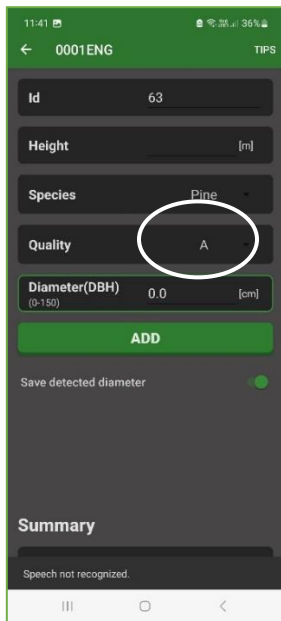 11:41 36%
← 0001ENG TIPS
Id 63
Height [m]
Species Pine
Quality A
Diameter(DBH) 0.0 [cm]
(0-150)
ADD
Save detected diameter
Summary
Speech not recognized.